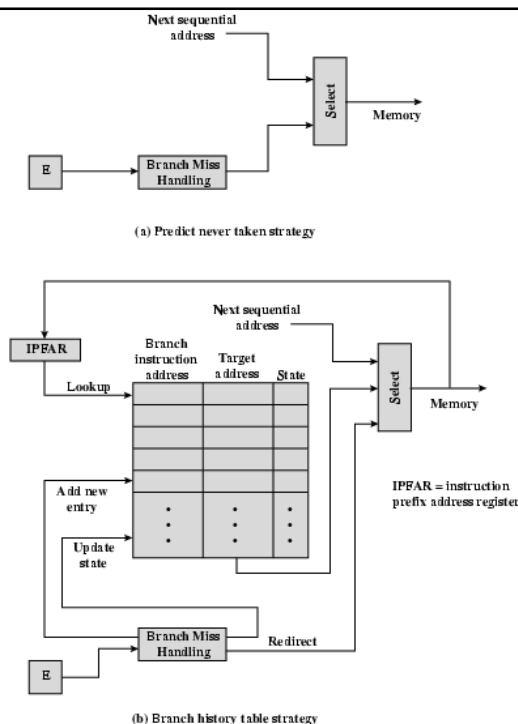 Next sequential
address
Select
Memory
E
Branch Miss
Handling
(a) Predict never taken strategy
Next sequential
address
IPFAR
Branch
instruction
address
Target
address
State
Lookup
Select
Memory
Add new
entry
IPFAR = instruction
prefix address register
Update
state
Branch Miss
Handling
Redirect
E
(b) Branch history table strategy